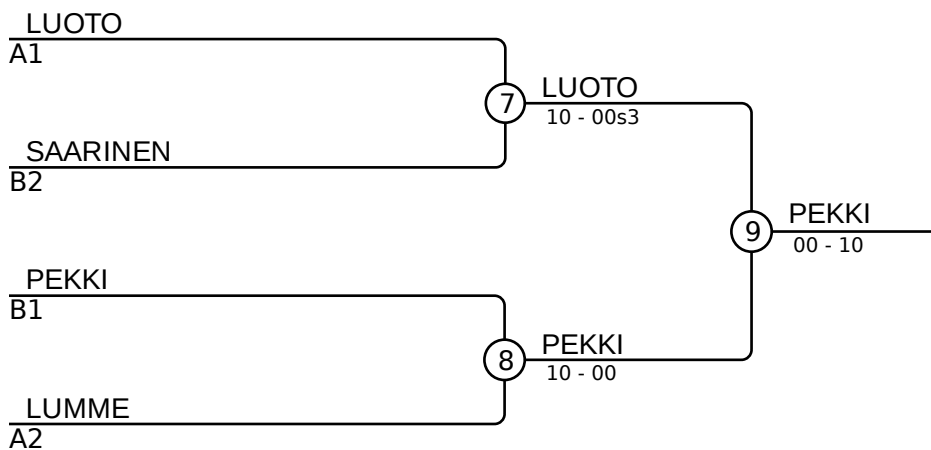 LUOTO
A1
7
LUOTO
10 - 00s3
SAARINEN
B2
9
PEKKI
00 - 10
PEKKI
B1
8
PEKKI
10 - 00
LUMME
A2